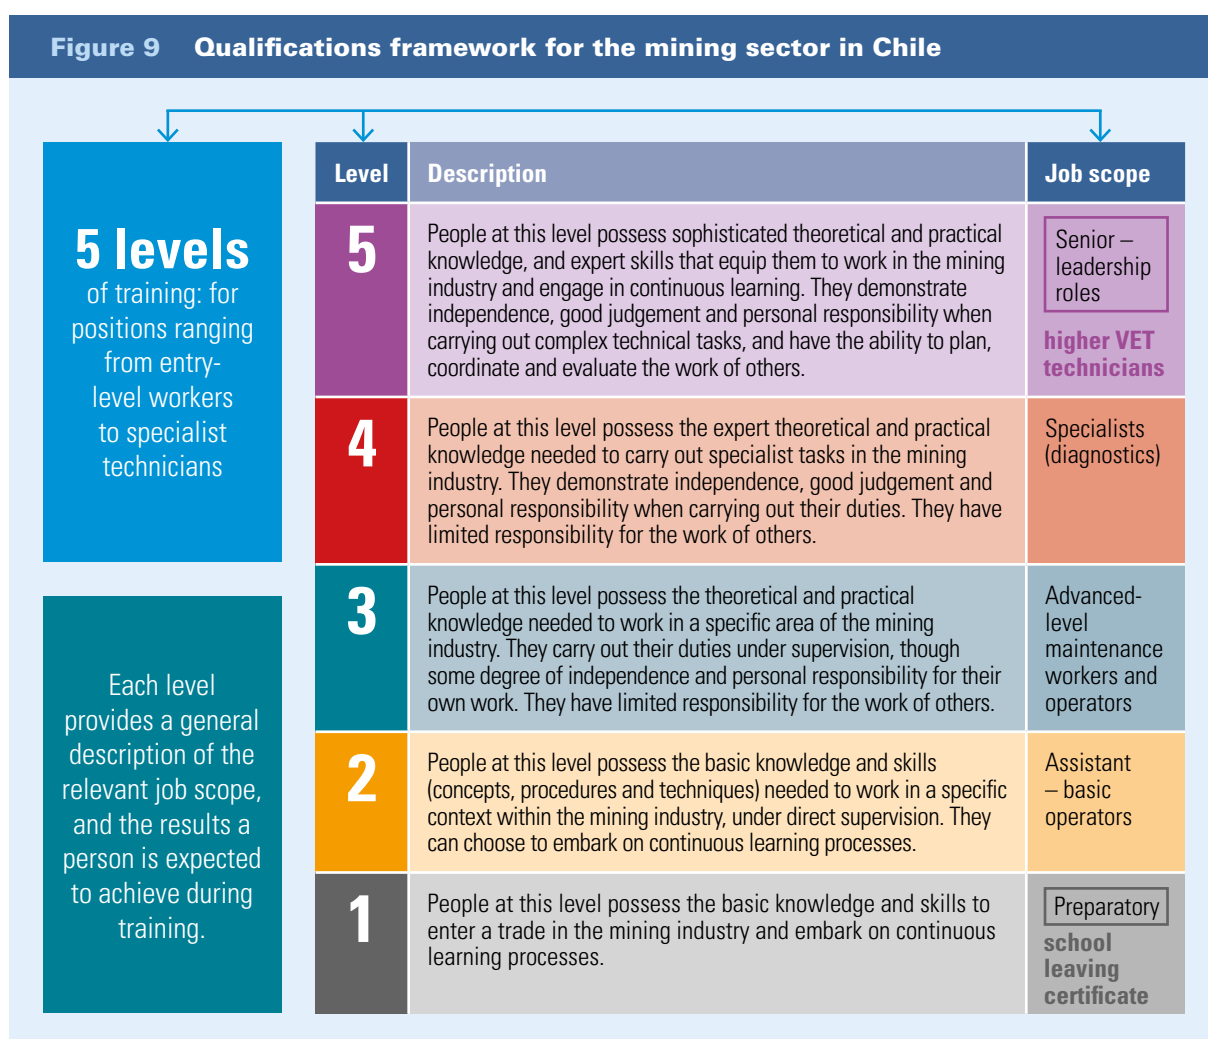 Figure 9 Qualifications framework for the mining sector in Chile
5 levels
of training: for
positions ranging
from entry-
level workers
to specialist
technicians
Each level
provides a general
description of the
relevant job scope,
and the results a
person is expected
to achieve during
training.
Level Description Job scope
5
People at this level possess sophisticated theoretical and practical
knowledge, and expert skills that equip them to work in the mining
industry and engage in continuous learning. They demonstrate
independence, good judgement and personal responsibility when
carrying out complex technical tasks, and have the ability to plan,
coordinate and evaluate the work of others.
Senior –
leadership
roles
higher VET
technicians
4
People at this level possess the expert theoretical and practical
knowledge needed to carry out specialist tasks in the mining
industry. They demonstrate independence, good judgement and
personal responsibility when carrying out their duties. They have
limited responsibility for the work of others.
Specialists
(diagnostics)
3
People at this level possess the theoretical and practical
knowledge needed to work in a specific area of the mining
industry. They carry out their duties under supervision, though
some degree of independence and personal responsibility for their
own work. They have limited responsibility for the work of others.
Advanced-
level
maintenance
workers and
operators
2
People at this level possess the basic knowledge and skills
(concepts, procedures and techniques) needed to work in a specific
context within the mining industry, under direct supervision. They
can choose to embark on continuous learning processes.
Assistant
– basic
operators
1
People at this level possess the basic knowledge and skills to
enter a trade in the mining industry and embark on continuous
learning processes.
Preparatory
school
leaving
certificate